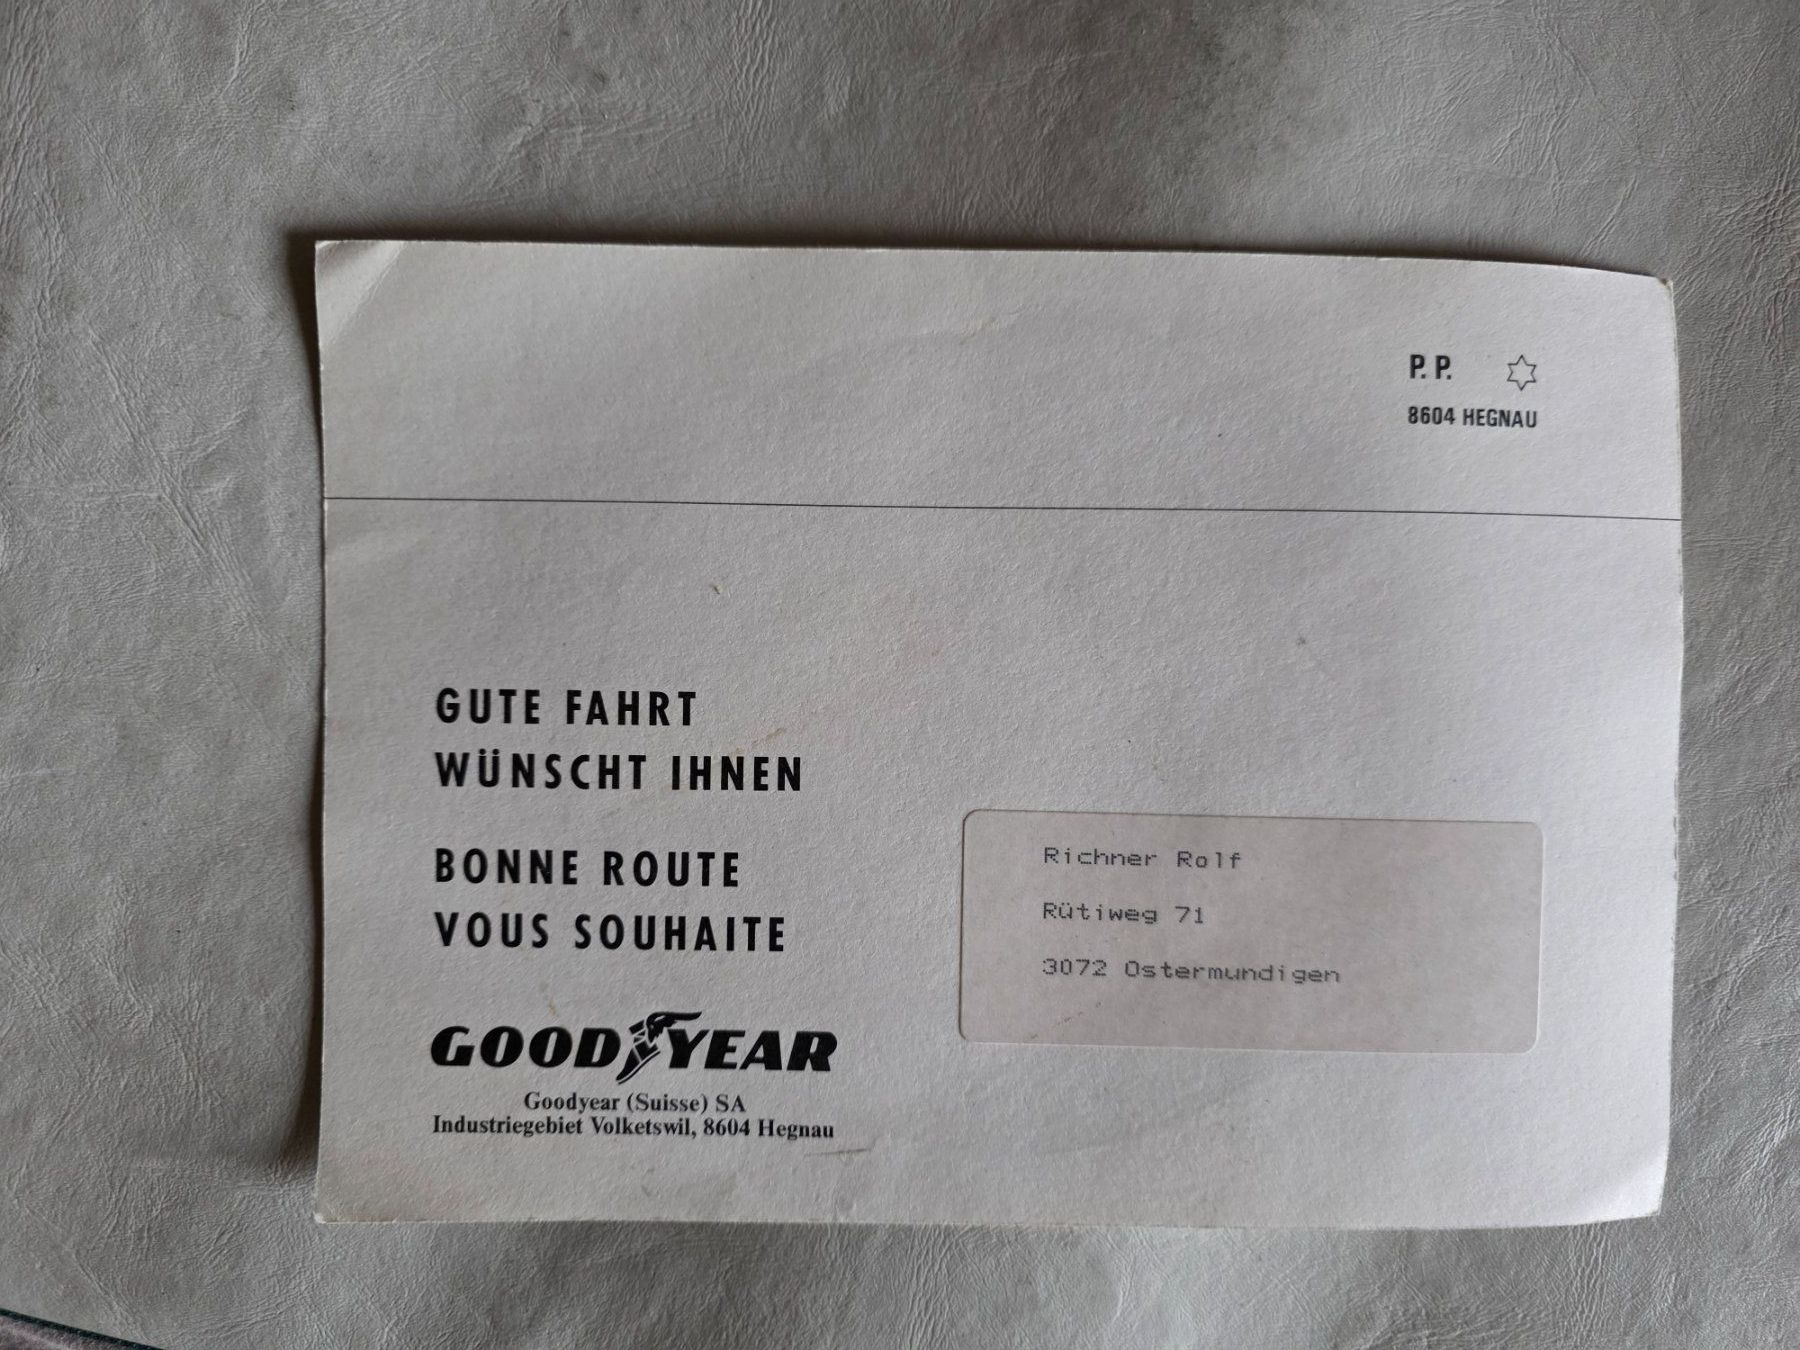 P. P.
8604 HEGNAU
GUTE FAHRT
WÜNSCHT IHNEN
BONNE ROUTE
VOUS SOUHAITE
GOODYEAR
Goodyear (Suisse) SA
Industriegebiet Volketswil, 8604 Hegnau
Richner Rolf
Rütiweg 71
3072 Ostermundigen